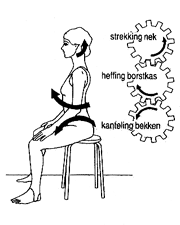 strekking nek
heffing borstkas
kanteling bekken